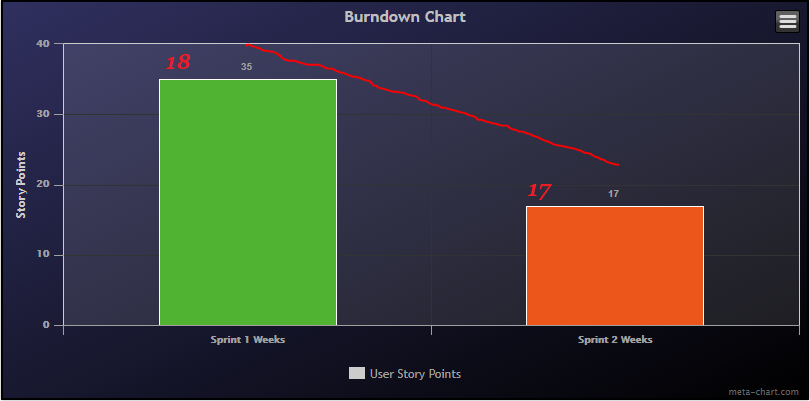 Burndown Chart
40
18
35
30
Story Points
20
17
17
10
0
Sprint 1 Weeks
Sprint 2 Weeks
User Story Points
meta-chart.com